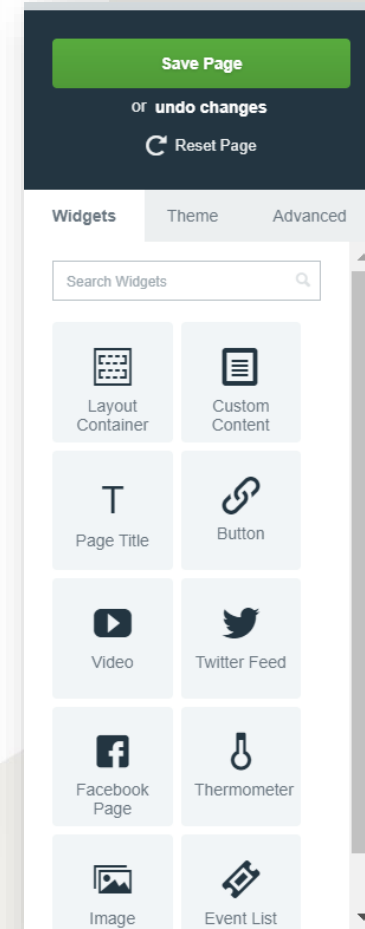 Save Page
or undo changes
Reset Page
Widgets Theme Advanced
Search Widgets
Layout Container
Custom Content
T
Page Title
Button
Video
Twitter Feed
Facebook Page
Thermometer
Image
Event List